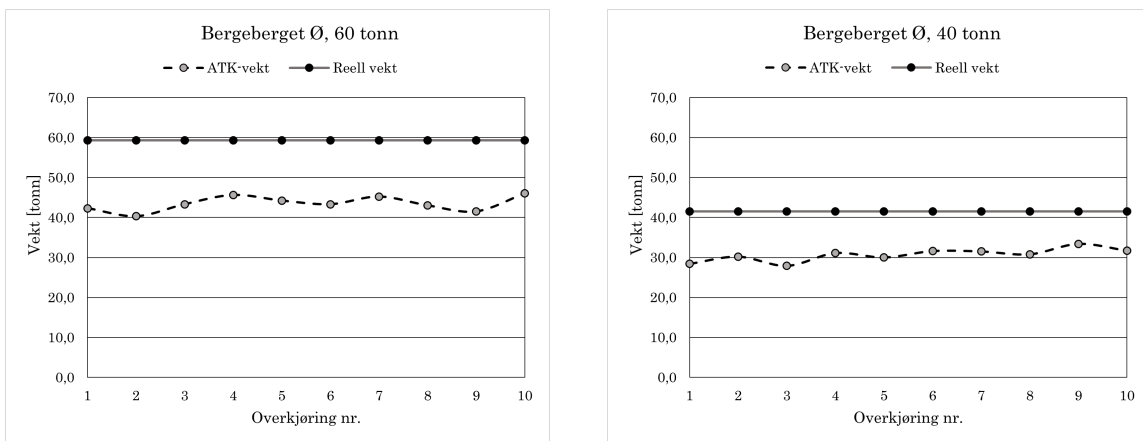 Bergeberget Ø, 60 tonn
ATK-vekt Reell vekt
70,0
60,0
50,0
40,0
30,0
20,0
10,0
0,0
Vekt [tonn]
1 2 3 4 5 6 7 8 9 10
Overkjøring nr.
Bergeberget Ø, 40 tonn
ATK-vekt Reell vekt
70,0
60,0
50,0
40,0
30,0
20,0
10,0
0,0
Vekt [tonn]
1 2 3 4 5 6 7 8 9 10
Overkjøring nr.